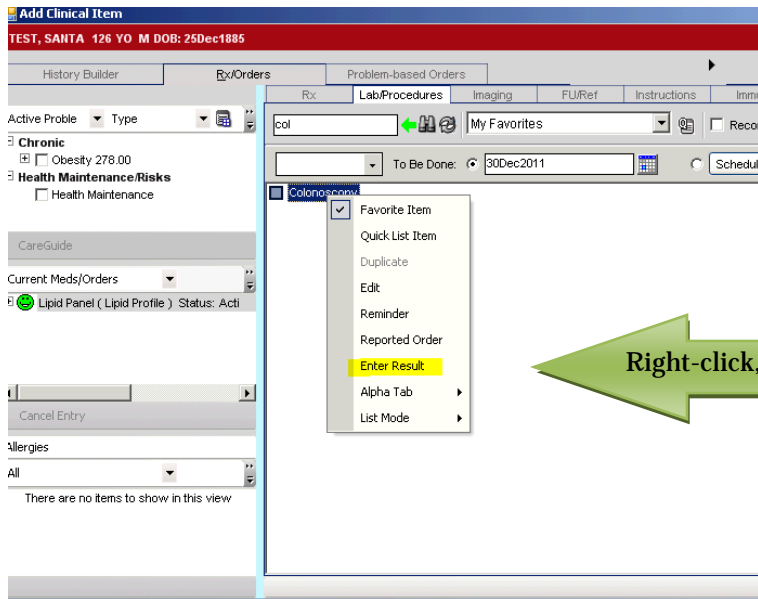 Add Clinical Item
TEST, SANTA 126 YO M DOB: 25Dec1885
History Builder Rx/Orders Problem-based Orders
Rx Lab/Procedures Imaging FU/Ref Instructions Imm
Active Proble Type
col My Favorites Reco
Chronic
Obesity 278.00
Health Maintenance/Risks
Health Maintenance
To Be Done: 30Dec2011 Schedul
Colonoscopy
Favorite Item
Quick List Item
Duplicate
Edit
Reminder
Reported Order
Enter Result
Alpha Tab
List Mode
CareGuide
Current Meds/Orders
Lipid Panel ( Lipid Profile ) Status: Acti
Right-click,
Cancel Entry
Allergies
All
There are no items to show in this view